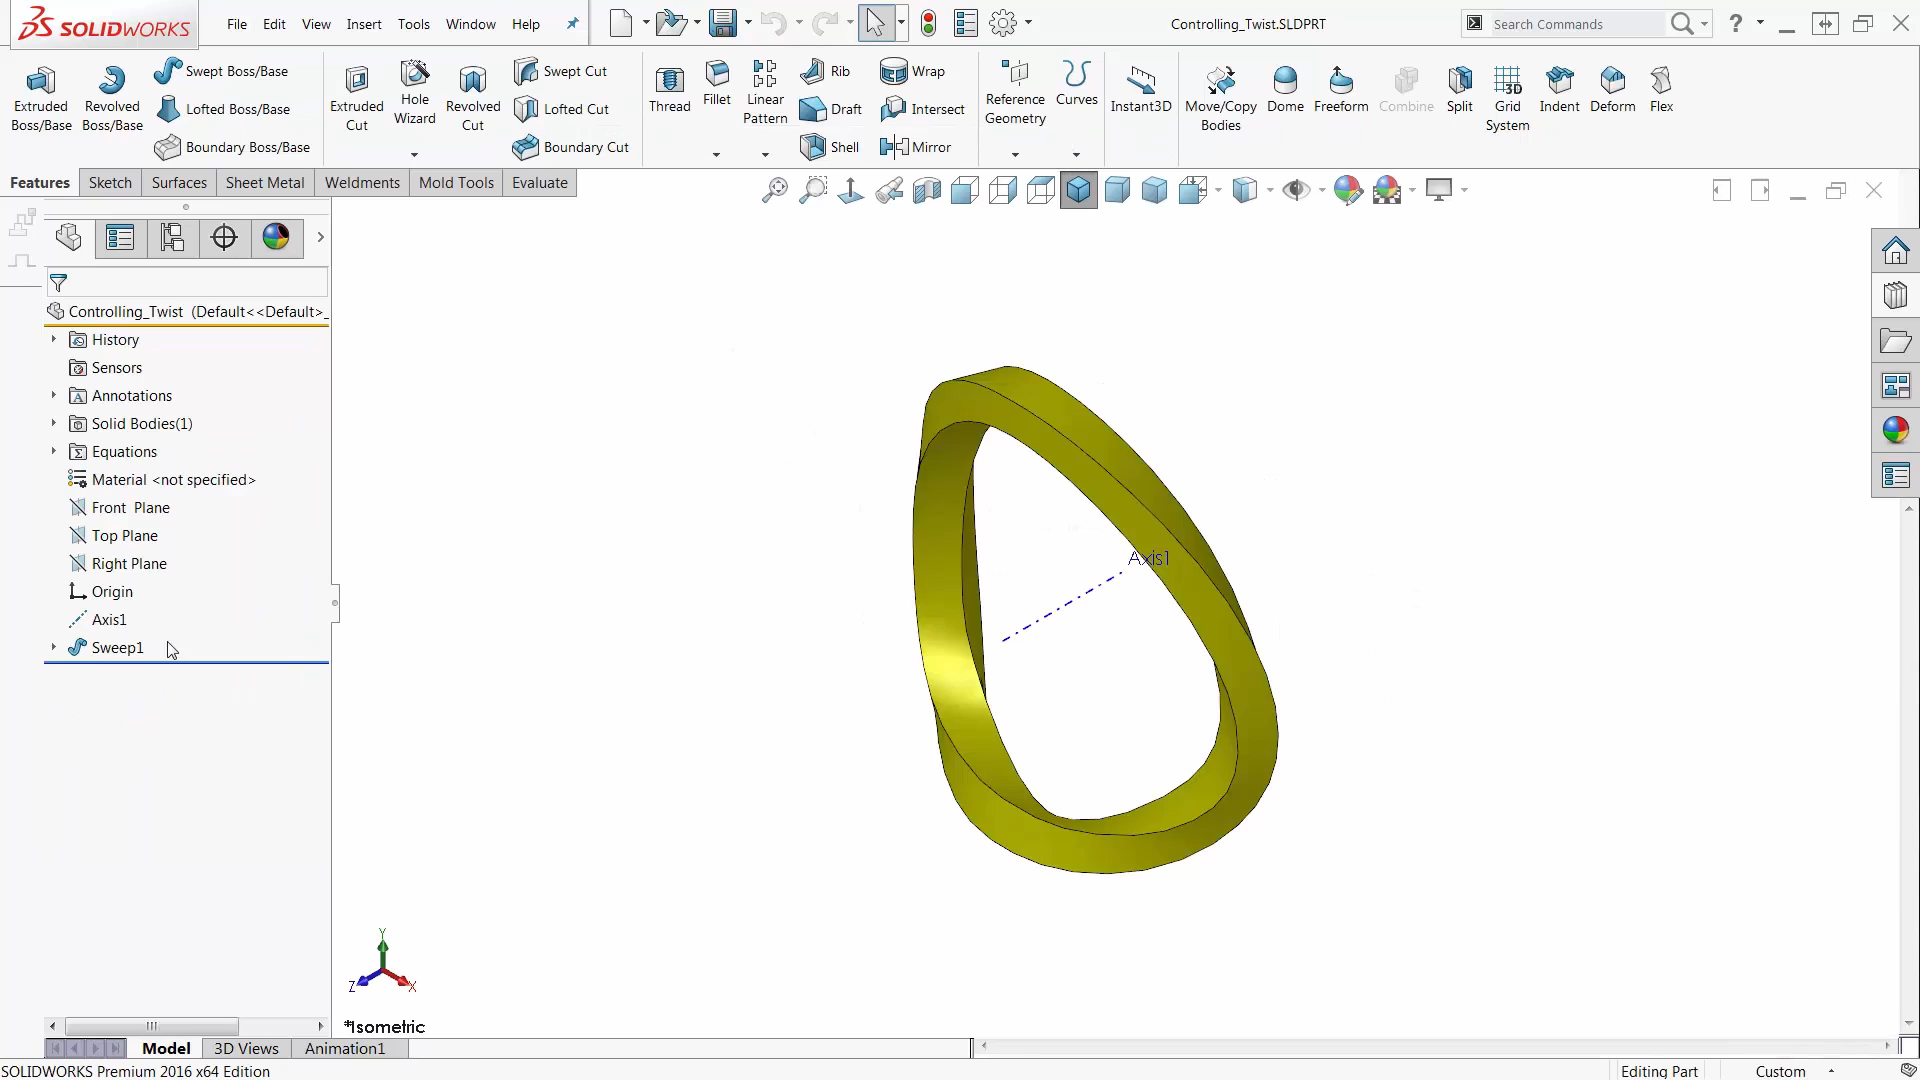 SOLIDWORKS
File Edit View Insert Tools Window Help
Controlling_Twist.SLDPRT
Search Commands
?
Extruded Boss/Base
Revolved Boss/Base
Swept Boss/Base
Lofted Boss/Base
Boundary Boss/Base
Extruded Cut
Hole Wizard
Revolved Cut
Swept Cut
Lofted Cut
Boundary Cut
Thread
Fillet
Linear Pattern
Rib
Draft
Shell
Wrap
Intersect
Mirror
Reference Geometry
Curves
Instant3D
Move/Copy Bodies
Dome
Freeform
Combine
Split
3D
Grid System
Indent
Deform
Flex
Features Sketch Surfaces Sheet Metal Weldments Mold Tools Evaluate
Controlling_Twist (Default<<Default>_
History
Sensors
Annotations
Solid Bodies(1)
Equations
Material <not specified>
Front Plane
Top Plane
Right Plane
Origin
Axis1
Sweep1
Axis1
Y
Z
X
*Isometric
Model 3D Views Animation1
SOLIDWORKS Premium 2016 x64 Edition
Editing Part
Custom